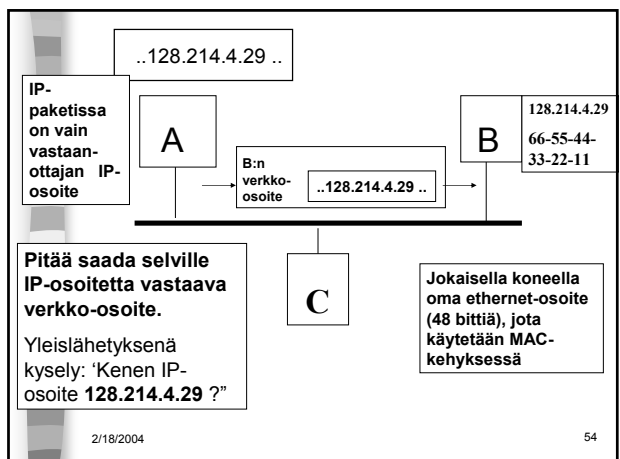 ..128.214.4.29 ..
IP-
paketissa
on vain
vastaan-
ottajan IP-
osoite
A
B:n
verkko-
osoite
..128.214.4.29 ..
B
128.214.4.29
66-55-44-
33-22-11
Pitää saada selville
IP-osoitetta vastaava
verkko-osoite.
Yleislähetyksenä
kysely: ‘Kenen IP-
osoite 128.214.4.29 ?”
C
Jokaisella koneella
oma ethernet-osoite
(48 bittiä), jota
käytetään MAC-
kehyksessä
2/18/2004
54